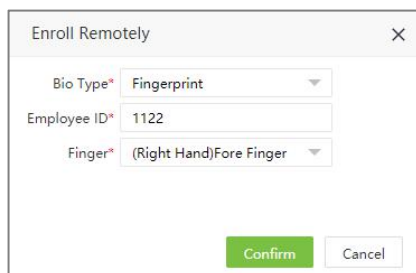 Enroll Remotely
Bio Type* Fingerprint
Employee ID* 1122
Finger* (Right Hand)Fore Finger
Confirm Cancel